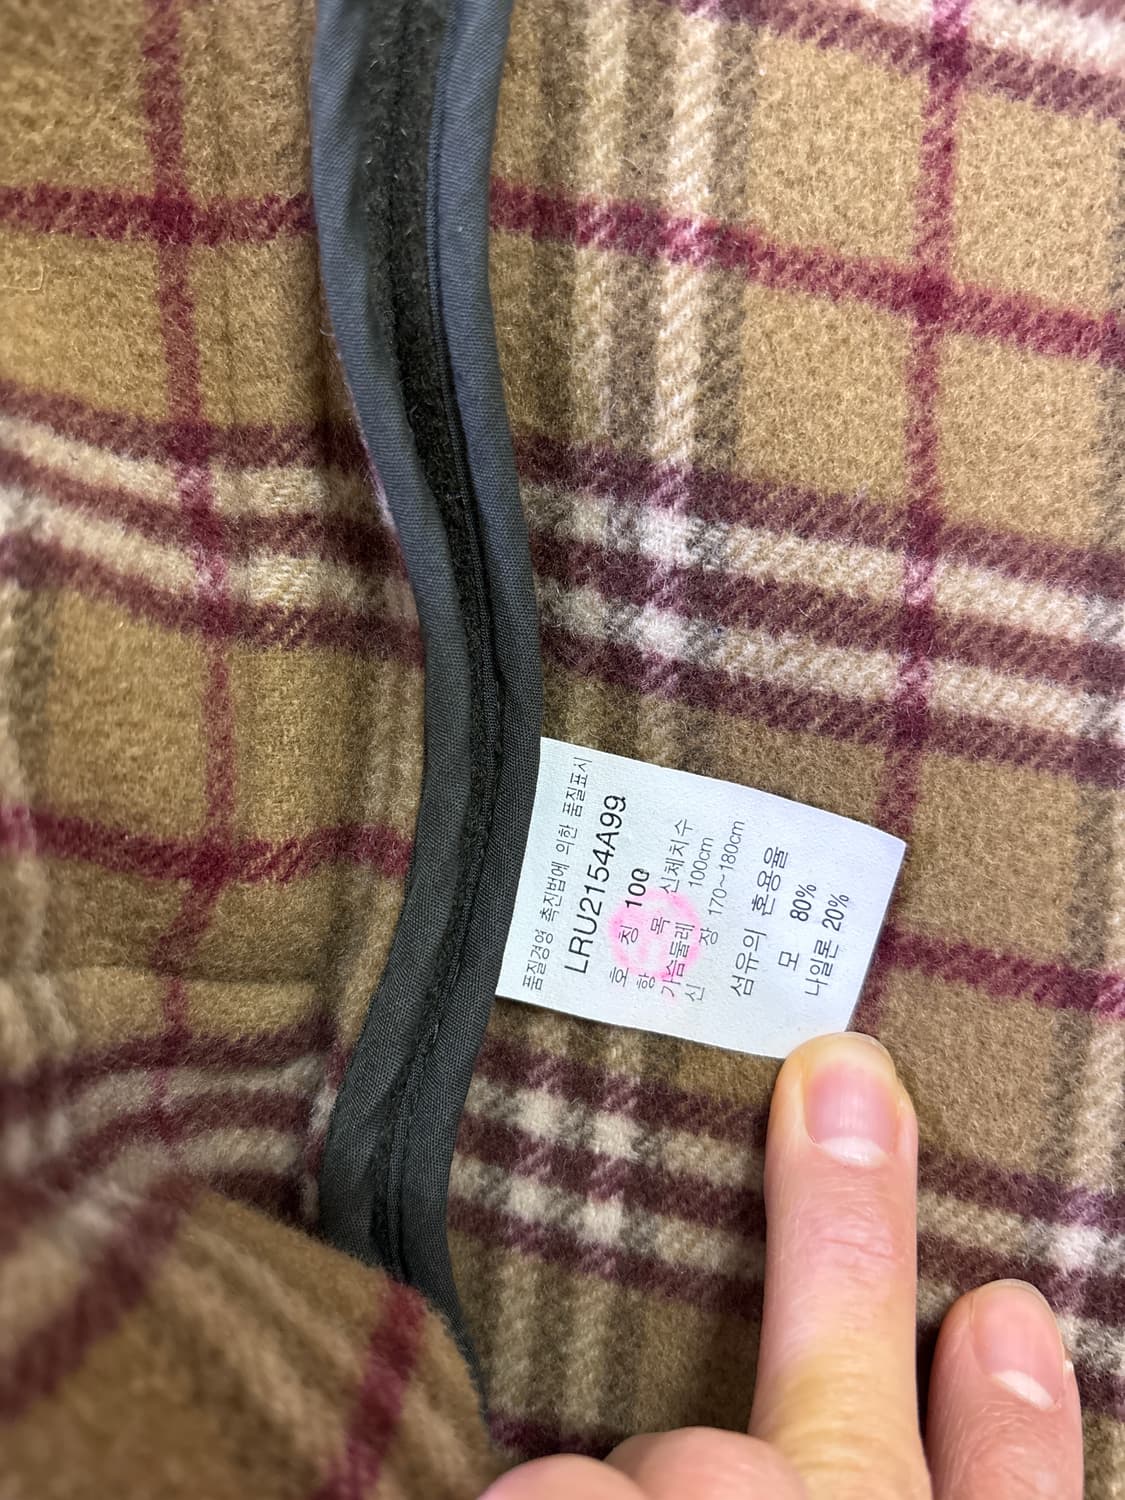 품질경영 촉진법에 의한 품질표시
LRU2154A99
호 칭 100
항 목 신체치수
가슴둘레 100cm
신 장 170~180cm
섬유의 혼용율
모 80%
나일론 20%